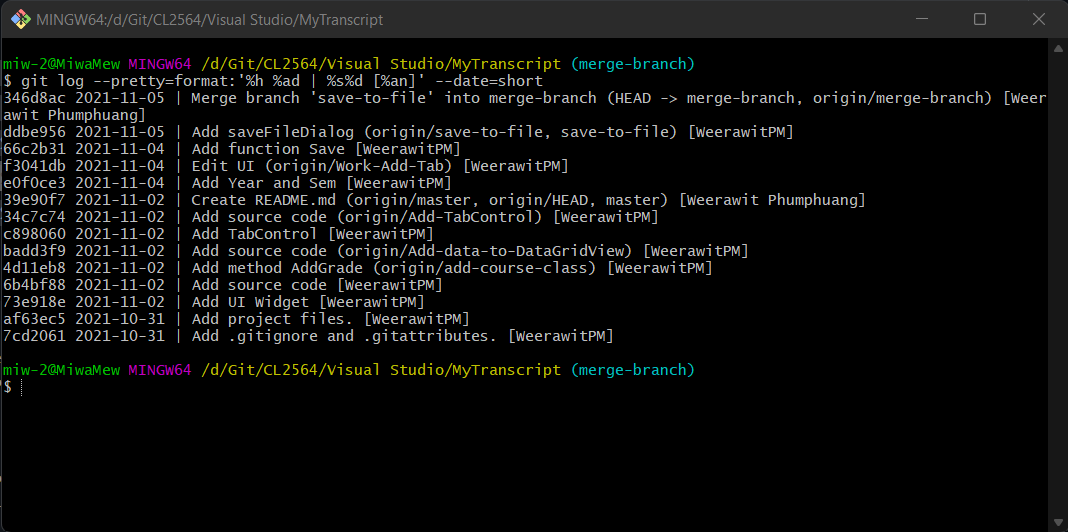 MINGW64:/d/Git/CL2564/Visual Studio/MyTranscript
miw-2@MiwaMew MINGW64 /d/Git/CL2564/Visual Studio/MyTranscript (merge-branch)
$ git log --pretty=format:'%h %ad | %s%d [%an]' --date=short
346d8ac 2021-11-05 | Merge branch 'save-to-file' into merge-branch (HEAD -> merge-branch, origin/merge-branch) [Weer
awit Phumphuang]
ddbe956 2021-11-05 | Add saveFileDialog (origin/save-to-file, save-to-file) [WeerawitPM]
66c2b31 2021-11-04 | Add function Save [WeerawitPM]
f3041db 2021-11-04 | Edit UI (origin/Work-Add-Tab) [WeerawitPM]
e0f0ce3 2021-11-04 | Add Year and Sem [WeerawitPM]
39e90f7 2021-11-02 | Create README.md (origin/master, origin/HEAD, master) [Weerawit Phumphuang]
34c7c74 2021-11-02 | Add source code (origin/Add-TabControl) [WeerawitPM]
c898060 2021-11-02 | Add TabControl [WeerawitPM]
badd3f9 2021-11-02 | Add source code (origin/Add-data-to-DataGridView) [WeerawitPM]
4d11eb8 2021-11-02 | Add method AddGrade (origin/add-course-class) [WeerawitPM]
6b4bf88 2021-11-02 | Add source code [WeerawitPM]
73e918e 2021-11-02 | Add UI Widget [WeerawitPM]
af63ec5 2021-10-31 | Add project files. [WeerawitPM]
7cd2061 2021-10-31 | Add .gitignore and .gitattributes. [WeerawitPM]
miw-2@MiwaMew MINGW64 /d/Git/CL2564/Visual Studio/MyTranscript (merge-branch)
$